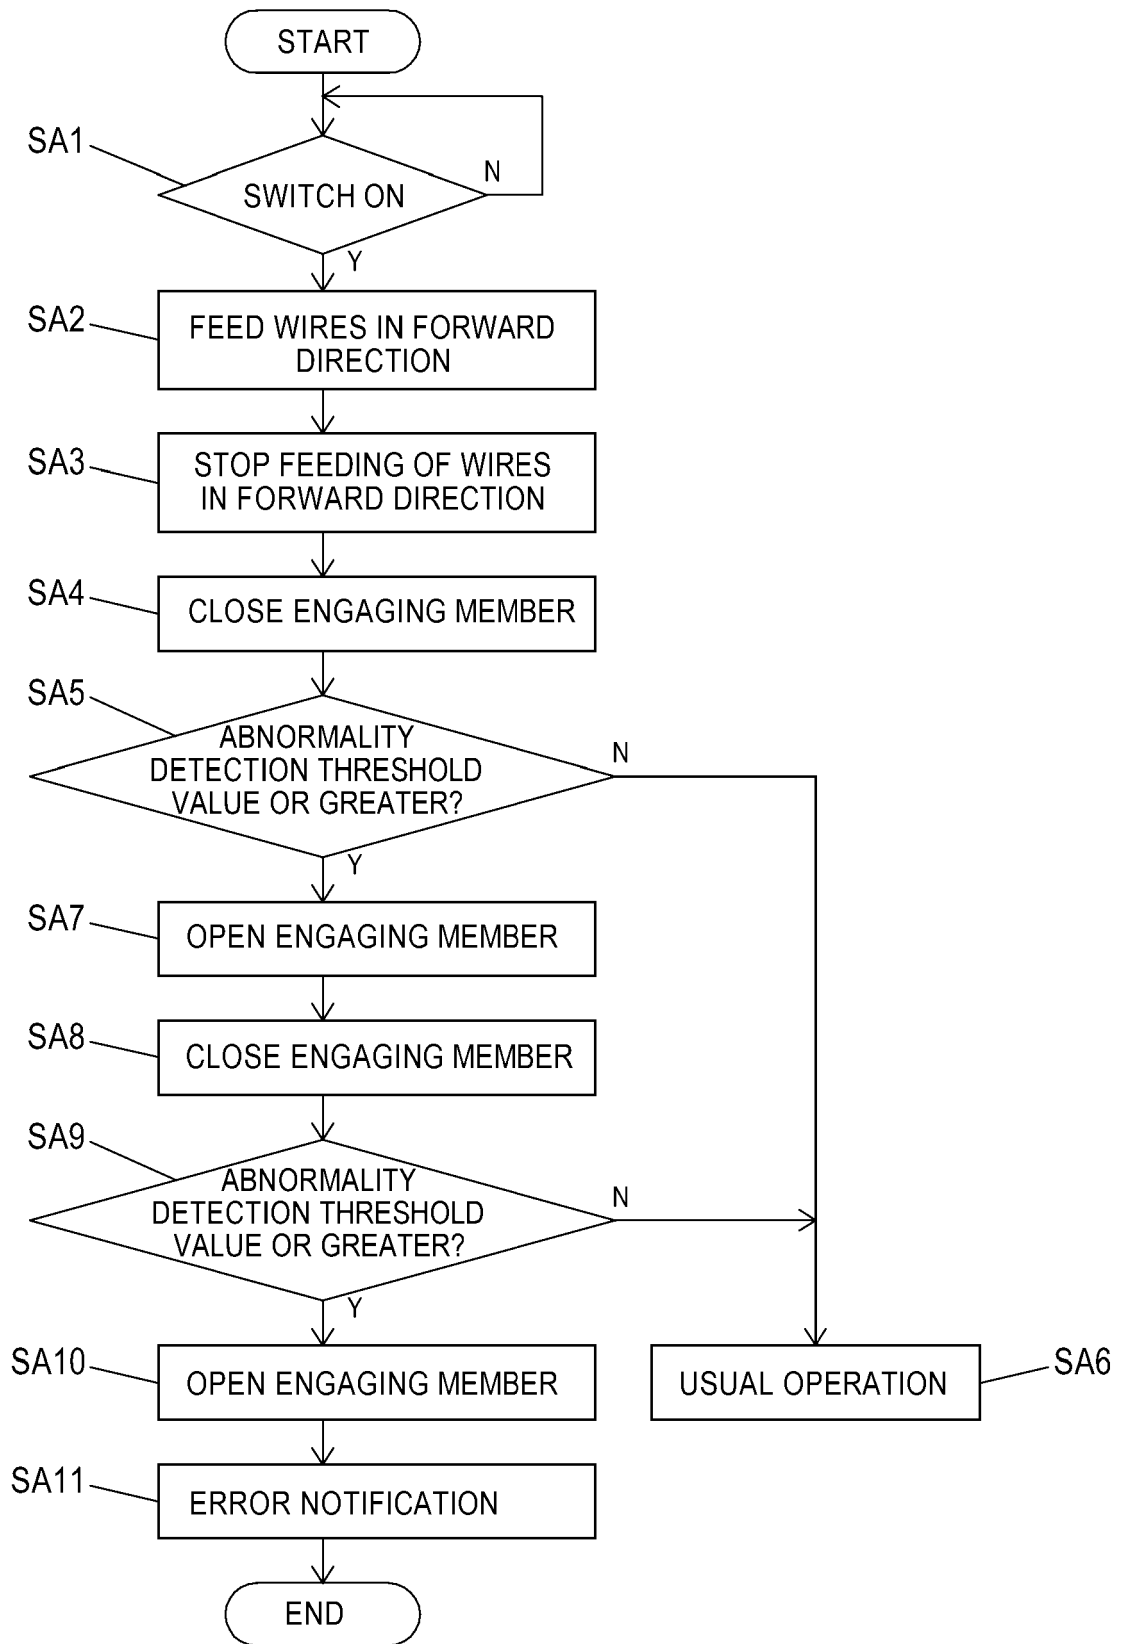 START
SA1
N
SWITCH ON
Y
SA2
FEED WIRES IN FORWARD
DIRECTION
SA3
STOP FEEDING OF WIRES
IN FORWARD DIRECTION
SA4
CLOSE ENGAGING MEMBER
SA5
ABNORMALITY
DETECTION THRESHOLD
VALUE OR GREATER?
N
Y
SA7
OPEN ENGAGING MEMBER
SA8
CLOSE ENGAGING MEMBER
SA9
ABNORMALITY
DETECTION THRESHOLD
VALUE OR GREATER?
N
Y
SA10
OPEN ENGAGING MEMBER
USUAL OPERATION
SA6
SA11
ERROR NOTIFICATION
END